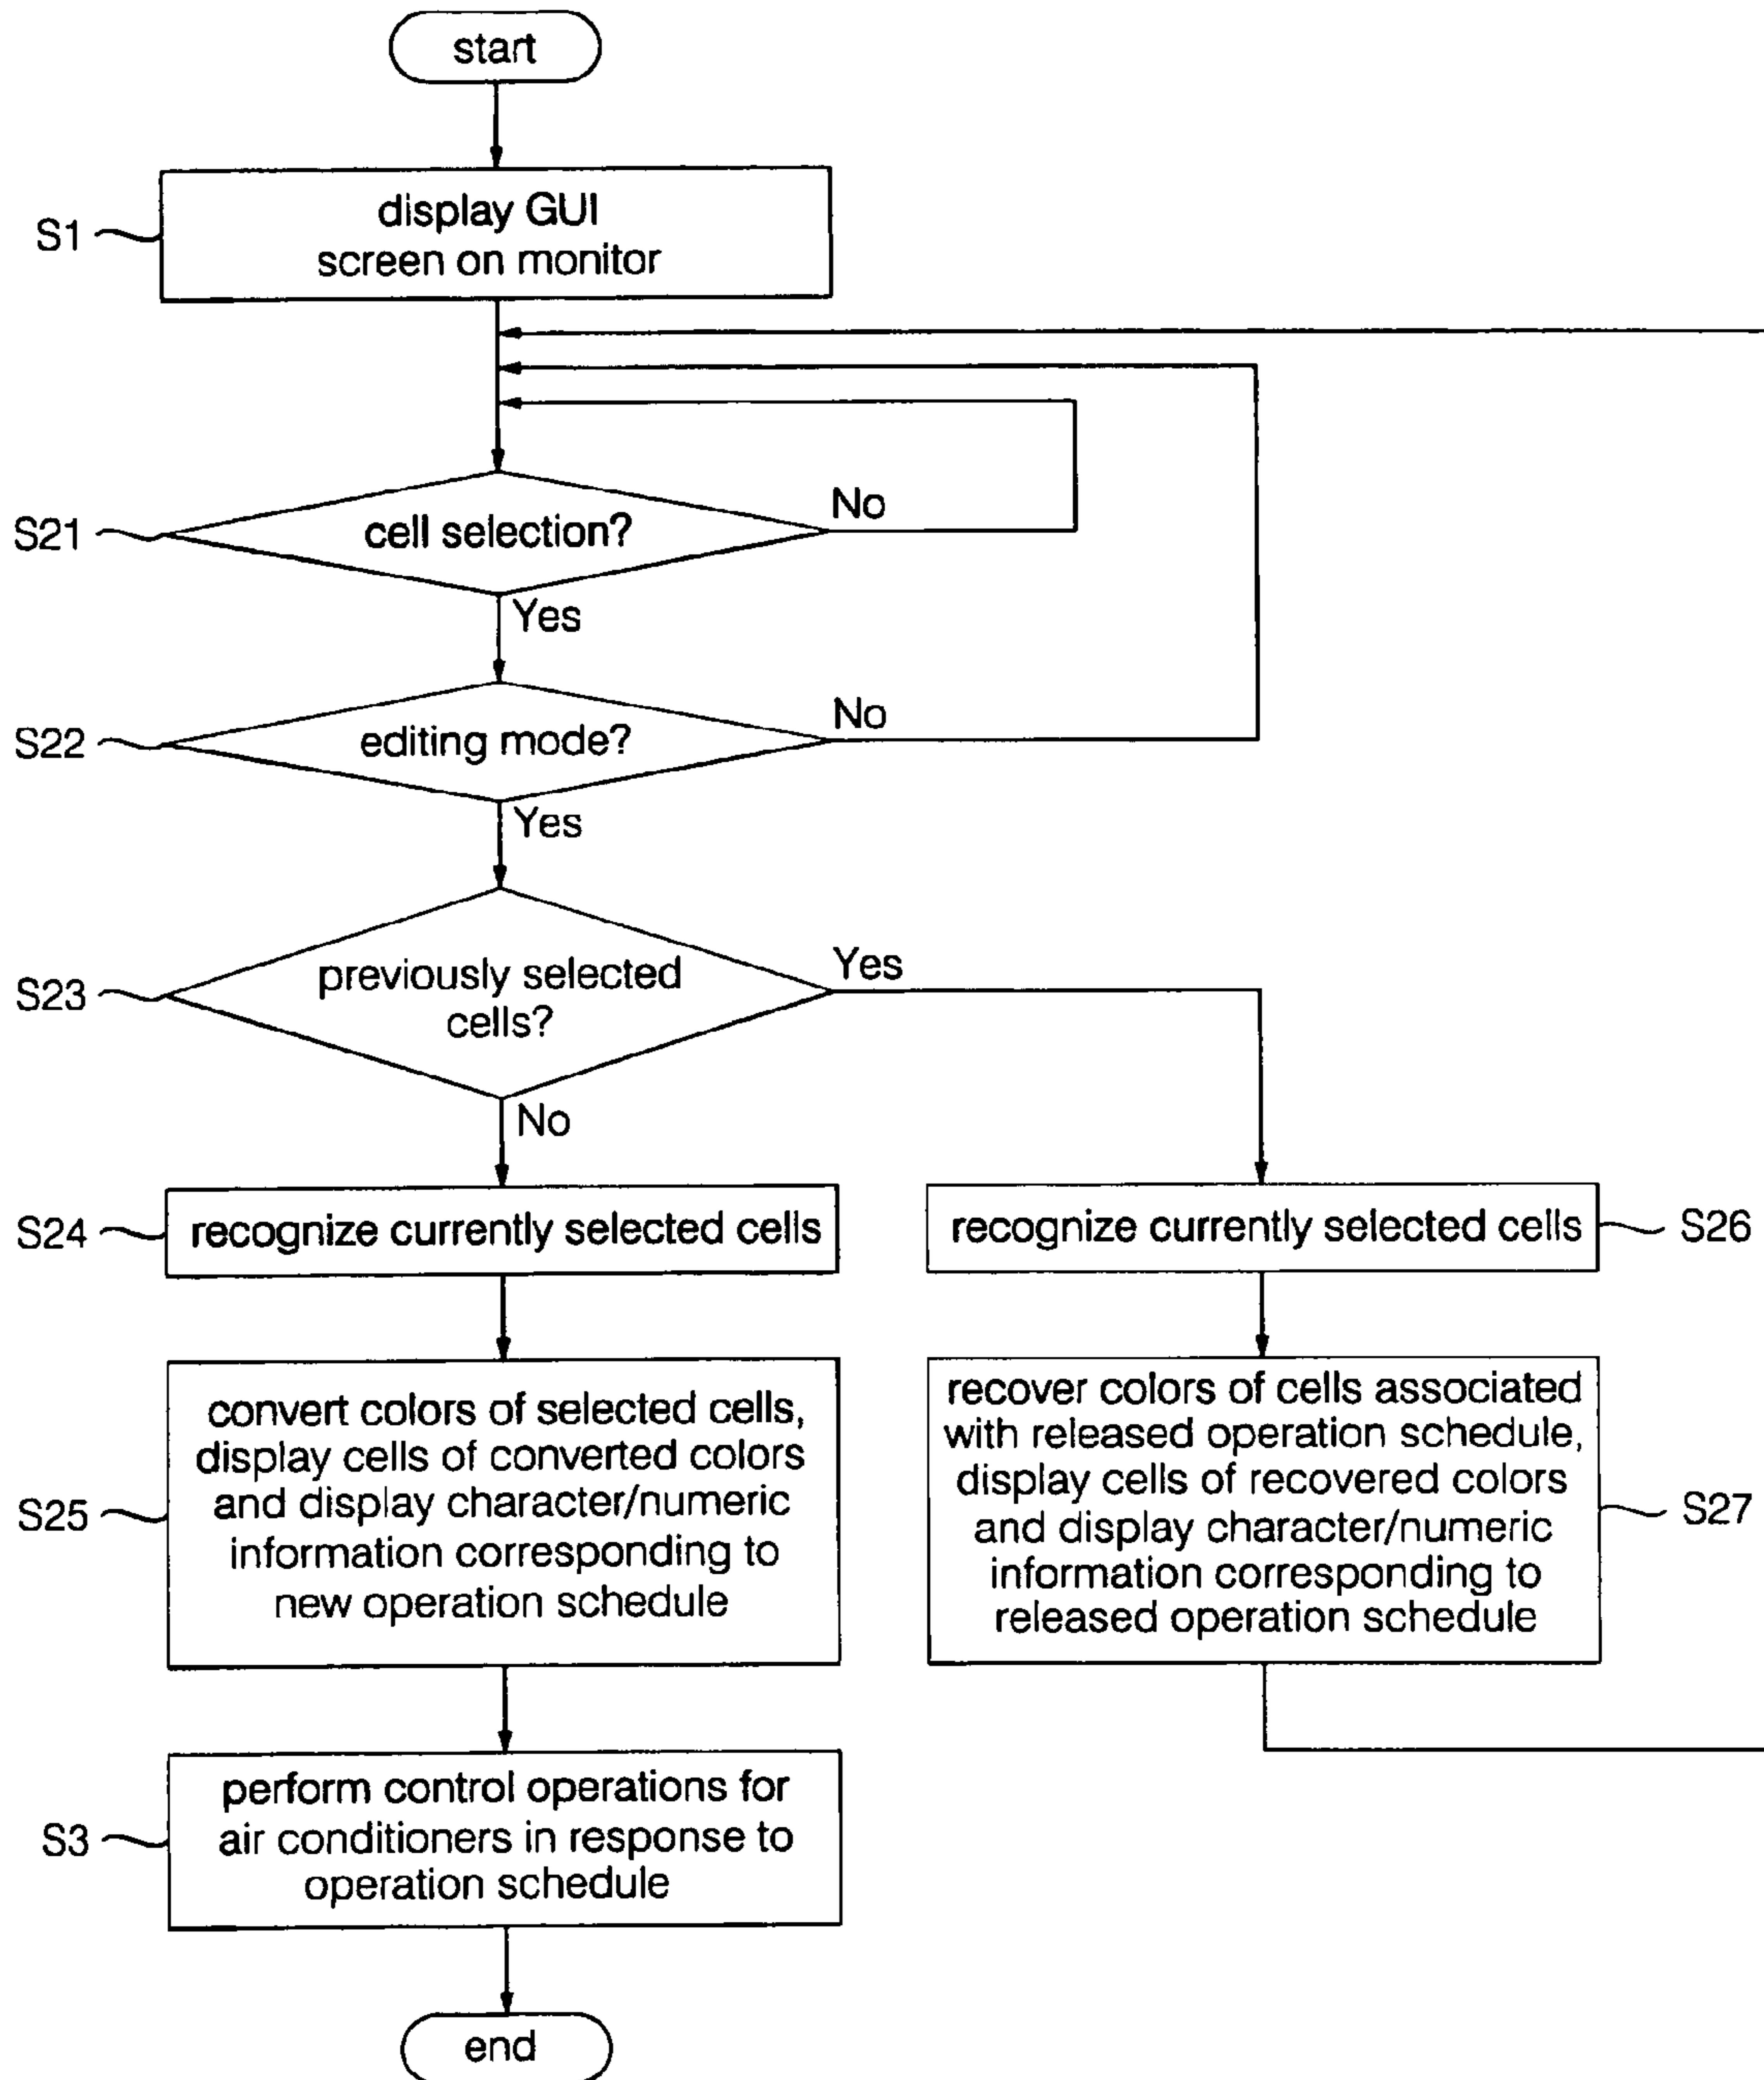 start
S1
display GUI
screen on monitor
S21
cell selection?
No
Yes
S22
editing mode?
No
Yes
S23
previously selected
cells?
Yes
No
S24
recognize currently selected cells
recognize currently selected cells
S26
S25
convert colors of selected cells,
display cells of converted colors
and display character/numeric
information corresponding to
new operation schedule
recover colors of cells associated
with released operation schedule,
display cells of recovered colors
and display character/numeric
information corresponding to
released operation schedule
S27
S3
perform control operations for
air conditioners in response to
operation schedule
end